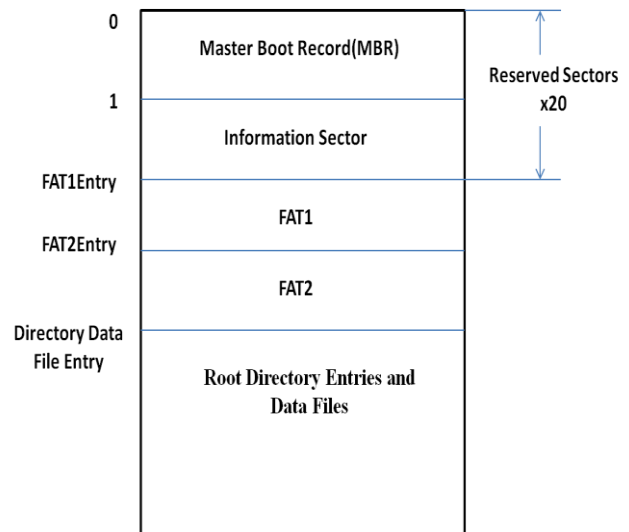 0
Master Boot Record(MBR)
Reserved Sectors
x20
1
Information Sector
FAT1Entry
FAT1
FAT2Entry
FAT2
Directory Data
File Entry
Root Directory Entries and
Data Files